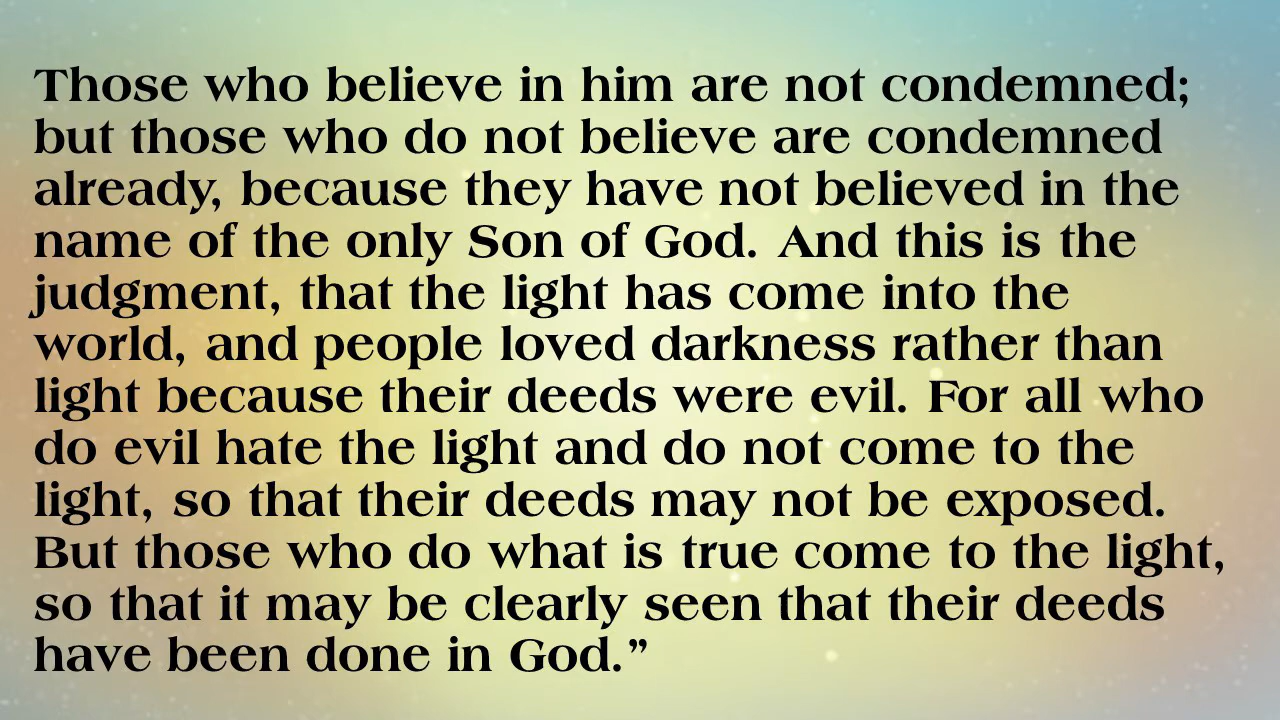 Those who believe in him are not condemned;
but those who do not believe are condemned
already, because they have not believed in the
name of the only Son of God. And this is the
judgment, that the light has come into the
world, and people loved darkness rather than
light because their deeds were evil. For all who
do evil hate the light and do not come to the
light, so that their deeds may not be exposed.
But those who do what is true come to the light,
so that it may be clearly seen that their deeds
have been done in God.”